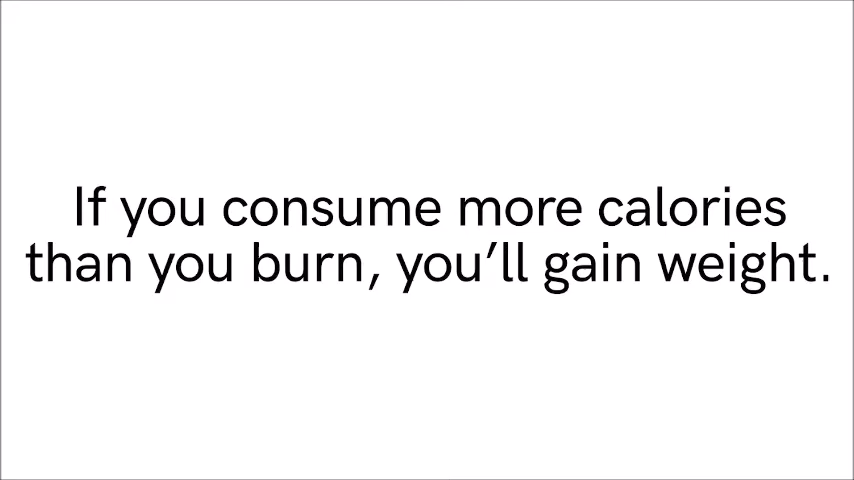 If you consume more calories
than you burn, you’ll gain weight.